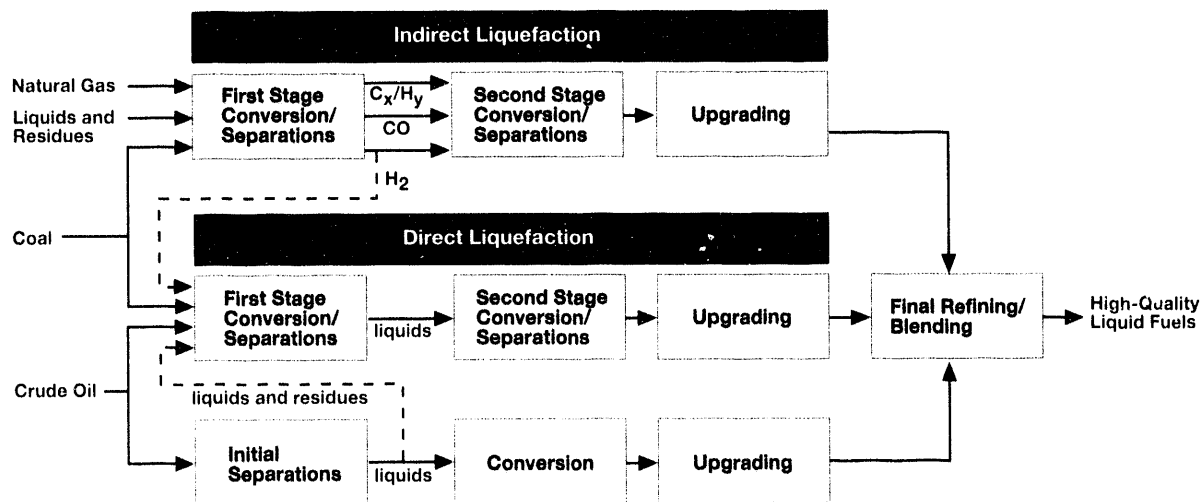 Indirect Liquefaction
Natural Gas
Liquids and
Residues
First Stage
Conversion/
Separations
Cx/Hy
CO
H2
Second Stage
Conversion/
Separations
Upgrading
Coal
Direct Liquefaction
First Stage
Conversion/
Separations
liquids
Second Stage
Conversion/
Separations
Upgrading
Final Refining/
Blending
High-Quality
Liquid Fuels
Crude Oil
liquids and residues
Initial
Separations
liquids
Conversion
Upgrading